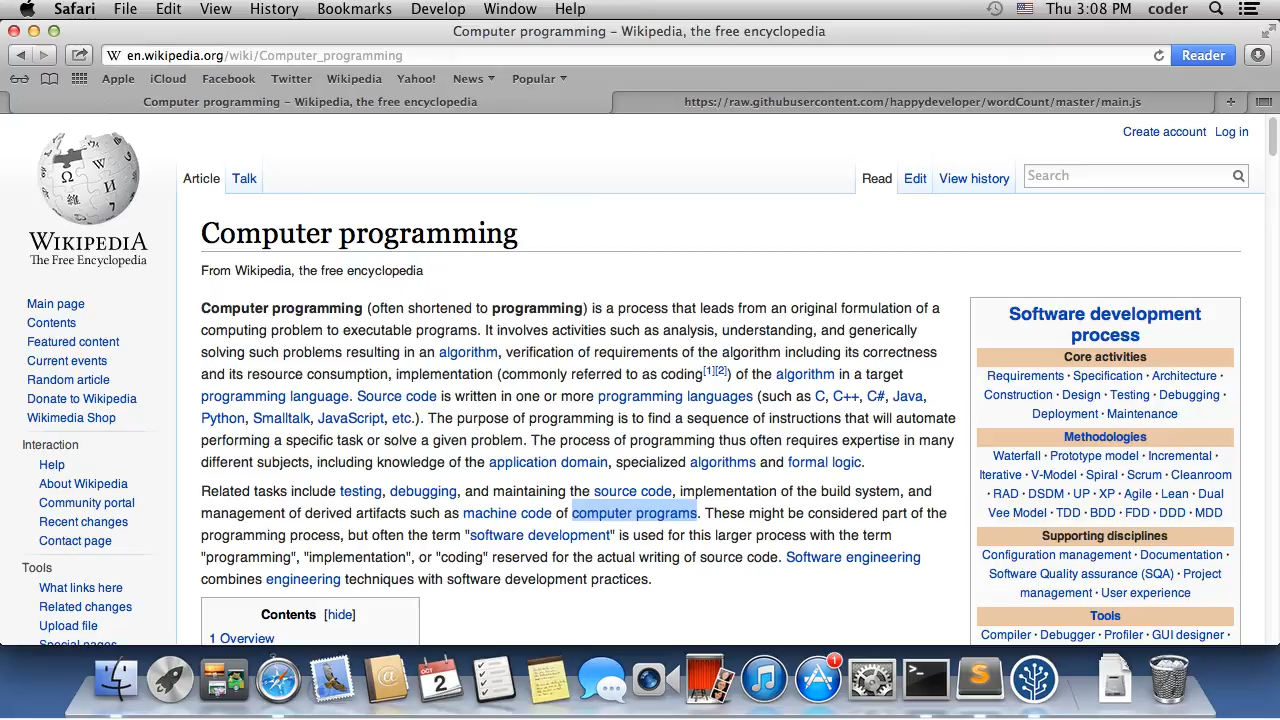 Safari File Edit View History Bookmarks Develop Window Help Thu 3:08 PM coder
Computer programming – Wikipedia, the free encyclopedia
W en.wikipedia.org/wiki/Computer_programming Reader
Apple iCloud Facebook Twitter Wikipedia Yahoo! News Popular
Computer programming – Wikipedia, the free encyclopedia https://raw.githubusercontent.com/happydeveloper/wordCount/master/main.js +
Create account Log in
Article Talk Read Edit View history Search
WIKIPEDIA
The Free Encyclopedia
Main page
Contents
Featured content
Current events
Random article
Donate to Wikipedia
Wikimedia Shop
Interaction
Help
About Wikipedia
Community portal
Recent changes
Contact page
Tools
What links here
Related changes
Upload file
Special pages
Computer programming
From Wikipedia, the free encyclopedia
Computer programming (often shortened to programming) is a process that leads from an original formulation of a
computing problem to executable programs. It involves activities such as analysis, understanding, and generically
solving such problems resulting in an algorithm, verification of requirements of the algorithm including its correctness
and its resource consumption, implementation (commonly referred to as coding[1][2]) of the algorithm in a target
programming language. Source code is written in one or more programming languages (such as C, C++, C#, Java,
Python, Smalltalk, JavaScript, etc.). The purpose of programming is to find a sequence of instructions that will automate
performing a specific task or solve a given problem. The process of programming thus often requires expertise in many
different subjects, including knowledge of the application domain, specialized algorithms and formal logic.
Related tasks include testing, debugging, and maintaining the source code, implementation of the build system, and
management of derived artifacts such as machine code of computer programs. These might be considered part of the
programming process, but often the term "software development" is used for this larger process with the term
"programming", "implementation", or "coding" reserved for the actual writing of source code. Software engineering
combines engineering techniques with software development practices.
Contents [hide]
1 Overview
Software development
process
Core activities
Requirements · Specification · Architecture ·
Construction · Design · Testing · Debugging ·
Deployment · Maintenance
Methodologies
Waterfall · Prototype model · Incremental ·
Iterative · V-Model · Spiral · Scrum · Cleanroom
· RAD · DSDM · UP · XP · Agile · Lean · Dual
Vee Model · TDD · BDD · FDD · DDD · MDD
Supporting disciplines
Configuration management · Documentation ·
Software Quality assurance (SQA) · Project
management · User experience
Tools
Compiler · Debugger · Profiler · GUI designer ·
OCT
2
1